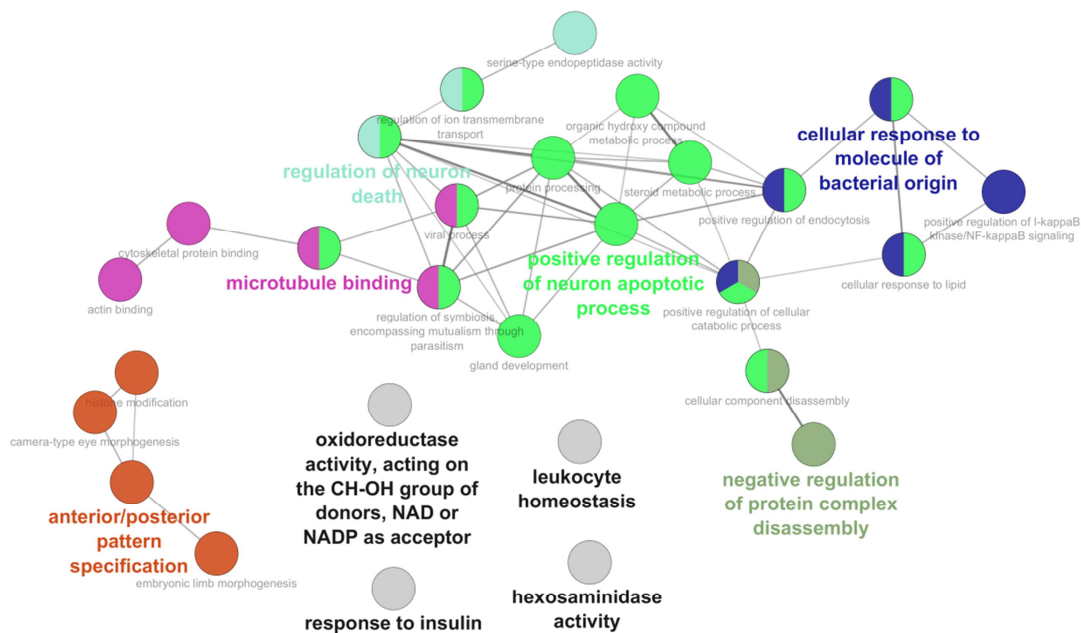 serine-type endopeptidase activity
regulation of ion transmembrane
transport
organic hydroxy compound
metabolic process
cellular response to
molecule of
bacterial origin
regulation of neuron
death
protein processing
steroid metabolic process
positive regulation of endocytosis
positive regulation of I-kappaB
kinase/NF-kappaB signaling
viral process
cytoskeletal protein binding
microtubule binding
positive regulation
of neuron apoptotic
process
cellular response to lipid
actin binding
regulation of symbiosis,
encompassing mutualism through
parasitism
positive regulation of cellular
catabolic process
gland development
histone modification
cellular component disassembly
camera-type eye morphogenesis
oxidoreductase
activity, acting on
the CH-OH group of
donors, NAD or
NADP as acceptor
leukocyte
homeostasis
negative regulation
of protein complex
disassembly
anterior/posterior
pattern
specification
embryonic limb morphogenesis
response to insulin
hexosaminidase
activity